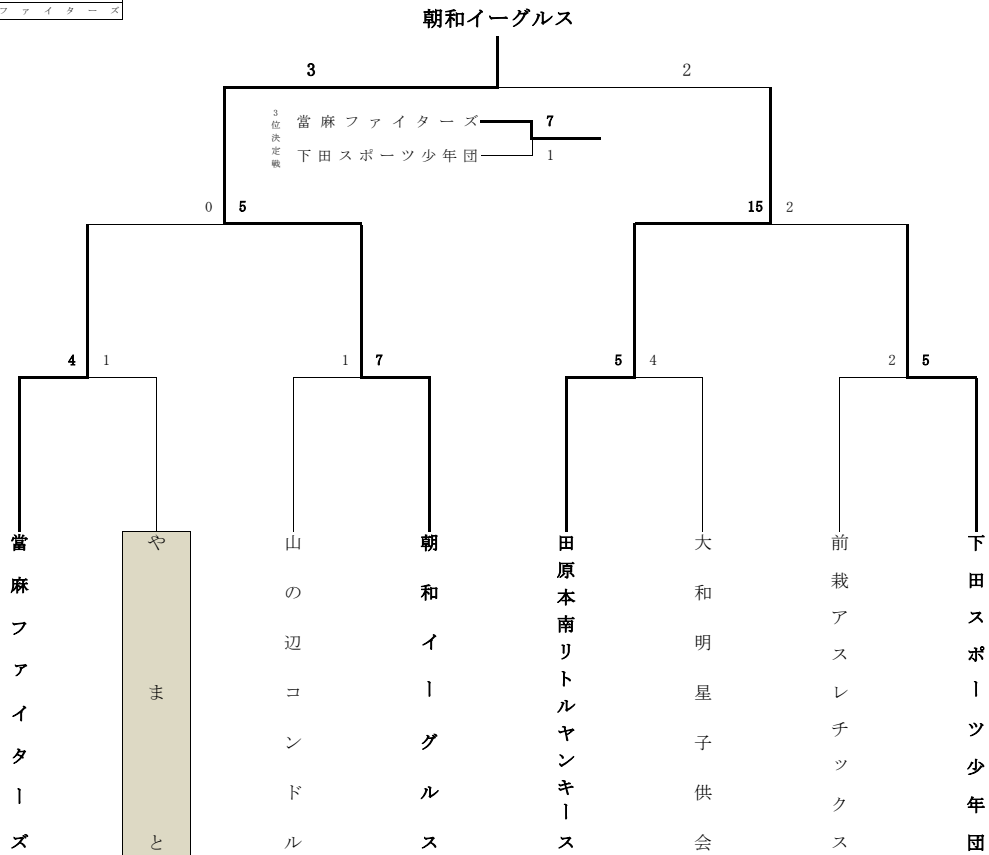 ファイターズ
朝和イーグルス
3
2
3位決定戦
當麻ファイターズ
7
下田スポーツ少年団
1
0
5
15
2
4
1
1
7
5
4
2
5
當麻ファイターズ
やまと
山の辺コンドル
朝和イーグルス
田原本南リトルヤンキース
大和明星子供会
前栽アスレチックス
下田スポーツ少年団